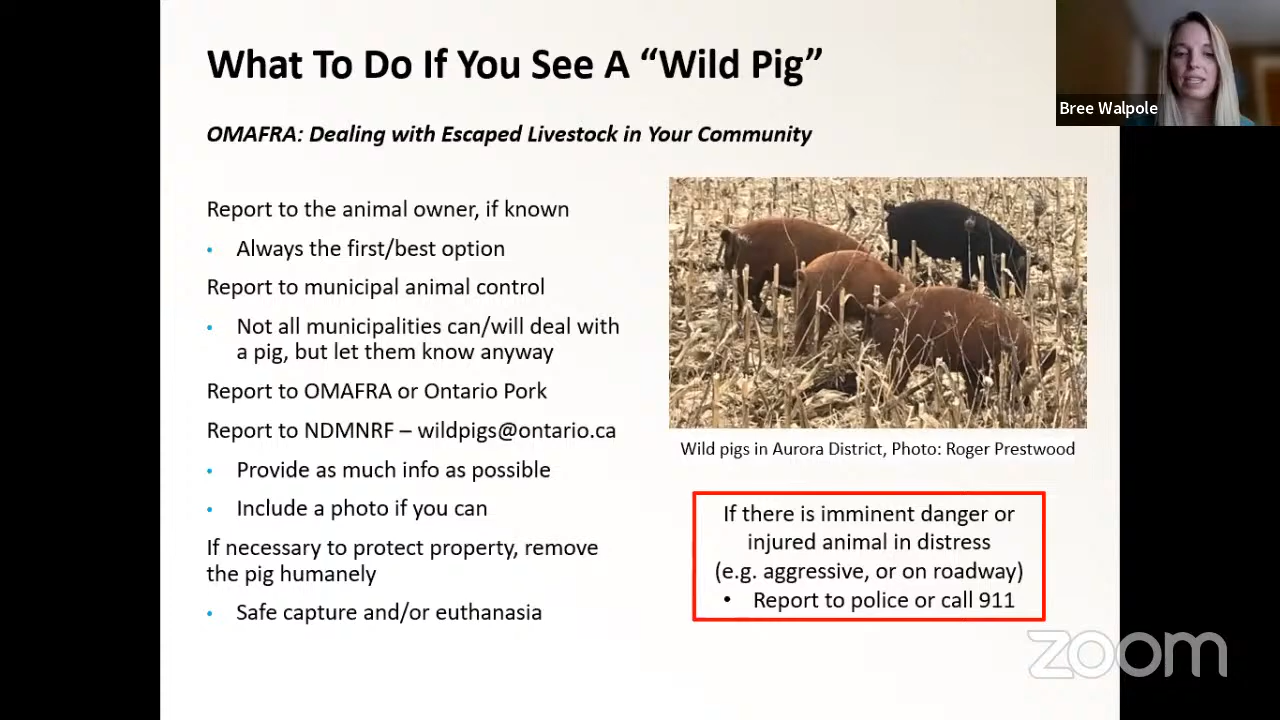 What To Do If You See A “Wild Pig”
OMAFRA: Dealing with Escaped Livestock in Your Community
Report to the animal owner, if known
• Always the first/best option
Report to municipal animal control
• Not all municipalities can/will deal with
a pig, but let them know anyway
Report to OMAFRA or Ontario Pork
Report to NDMNRF – wildpigs@ontario.ca
• Provide as much info as possible
• Include a photo if you can
If necessary to protect property, remove
the pig humanely
• Safe capture and/or euthanasia
Wild pigs in Aurora District, Photo: Roger Prestwood
If there is imminent danger or
injured animal in distress
(e.g. aggressive, or on roadway)
• Report to police or call 911
Bree Walpole
zoom